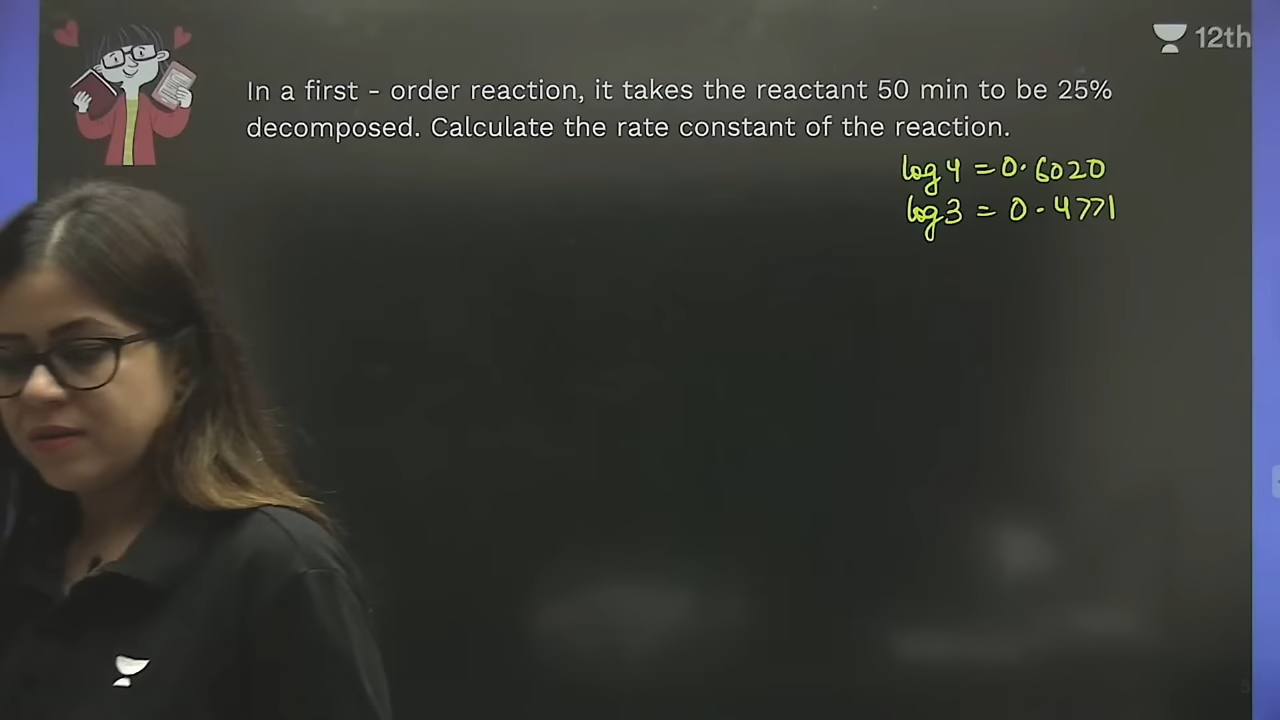 12th
In a first - order reaction, it takes the reactant 50 min to be 25%
decomposed. Calculate the rate constant of the reaction.
log 4 = 0.6020
log 3 = 0.4771